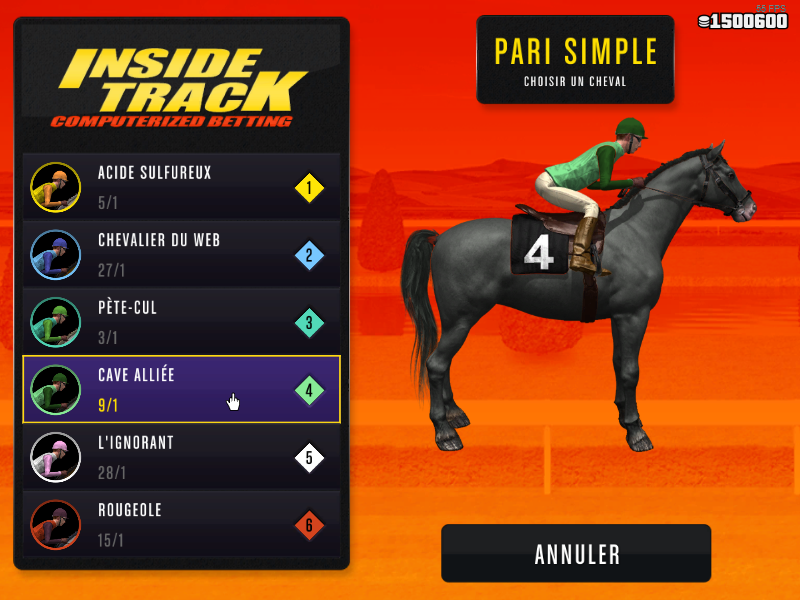 55 FPS
1500600
INSIDE
TRACK
COMPUTERIZED BETTING
PARI SIMPLE
CHOISIR UN CHEVAL
ACIDE SULFUREUX
5/1
1
CHEVALIER DU WEB
27/1
2
PÈTE-CUL
3/1
3
CAVE ALLIÉE
9/1
4
L'IGNORANT
28/1
5
ROUGEOLE
15/1
6
4
ANNULER